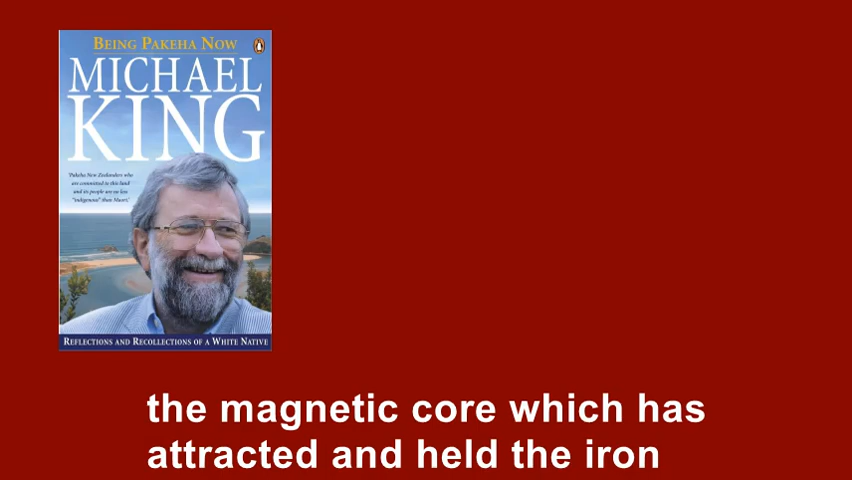 BEING PAKEHA NOW
MICHAEL
KING
'Pakeha New Zealanders who
are committed to this land
and its people are no less
"indigenous" than Maori.'
REFLECTIONS AND RECOLLECTIONS OF A WHITE NATIVE
the magnetic core which has
attracted and held the iron